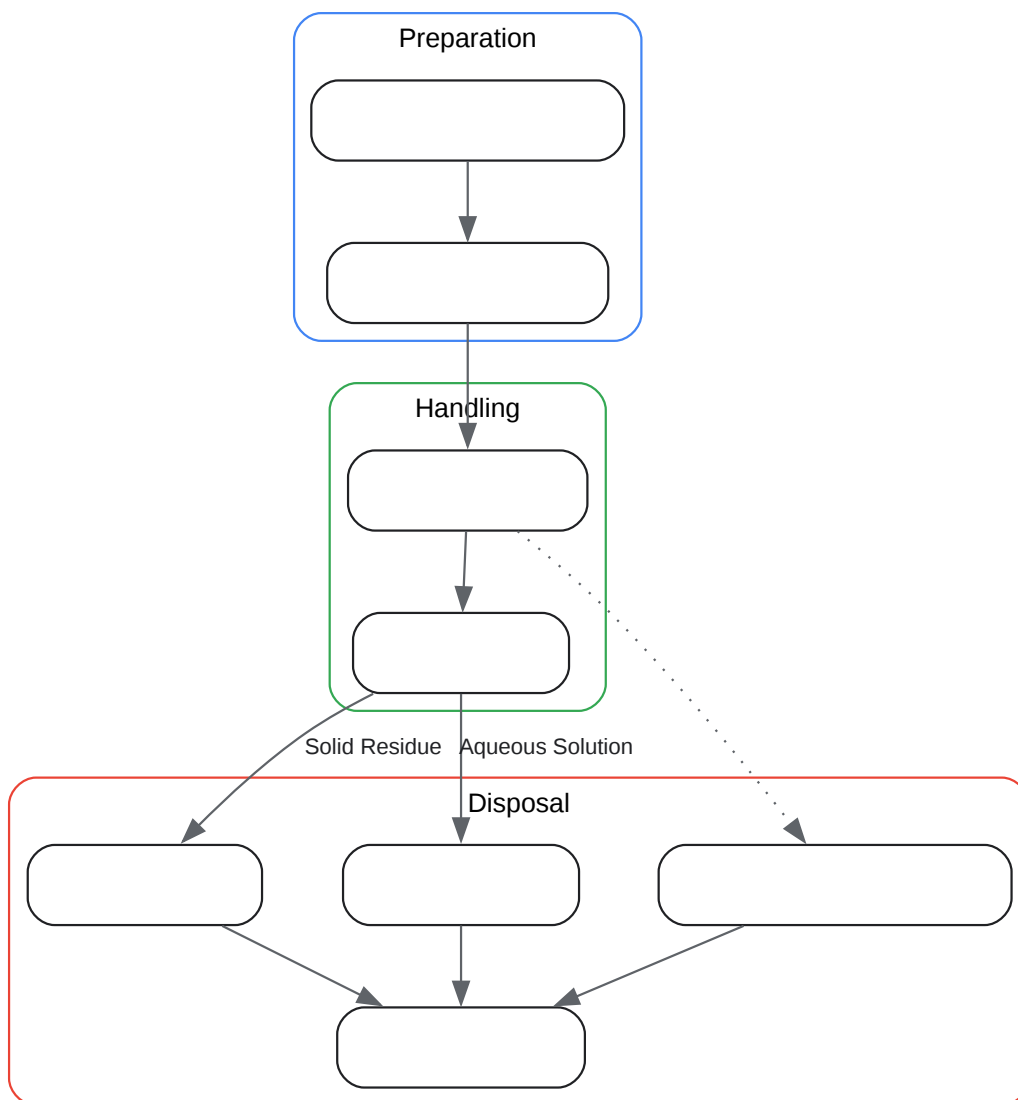 Preparation
Handling
Solid Residue
Aqueous Solution
Disposal